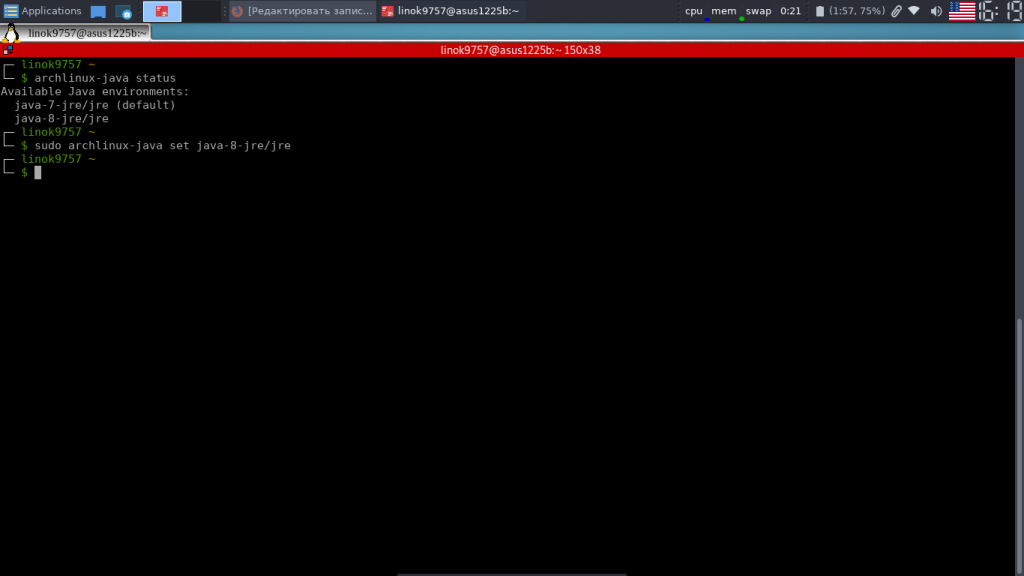 Applications
[Редактировать запис...
linok9757@asus1225b:~
cpu mem swap 0:21 (1:57, 75%) 16:19
linok9757@asus1225b:~
linok9757@asus1225b:~ 150x38
linok9757 ~
$ archlinux-java status
Available Java environments:
java-7-jre/jre (default)
java-8-jre/jre
linok9757 ~
$ sudo archlinux-java set java-8-jre/jre
linok9757 ~
$